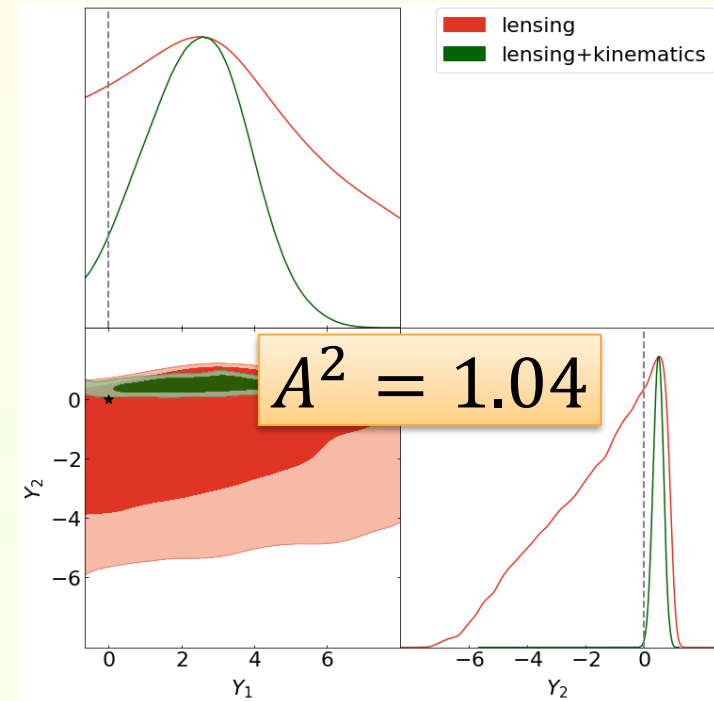 lensing
lensing+kinematics
A² = 1.04
0
−2
−4
−6
Y₂
0 2 4 6
Y₁
−6 −4 −2 0
Y₂